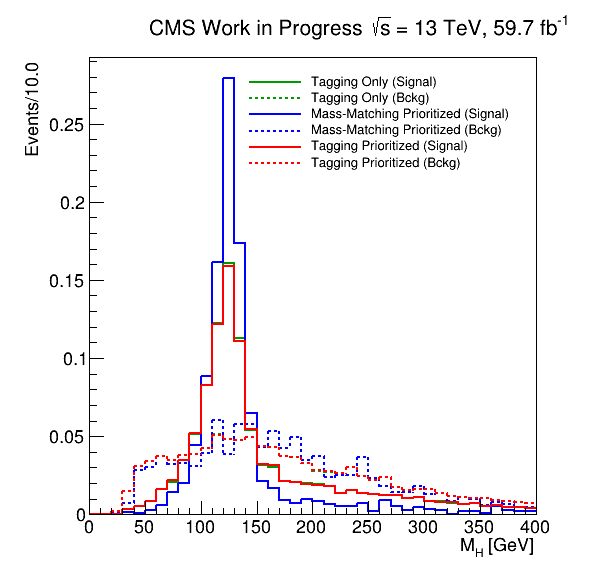 CMS Work in Progress √s = 13 TeV, 59.7 fb⁻¹
Events/10.0
Tagging Only (Signal)
Tagging Only (Bckg)
Mass-Matching Prioritized (Signal)
Mass-Matching Prioritized (Bckg)
Tagging Prioritized (Signal)
Tagging Prioritized (Bckg)
0.25
0.2
0.15
0.1
0.05
0
0 50 100 150 200 250 300 350 400
M_H [GeV]